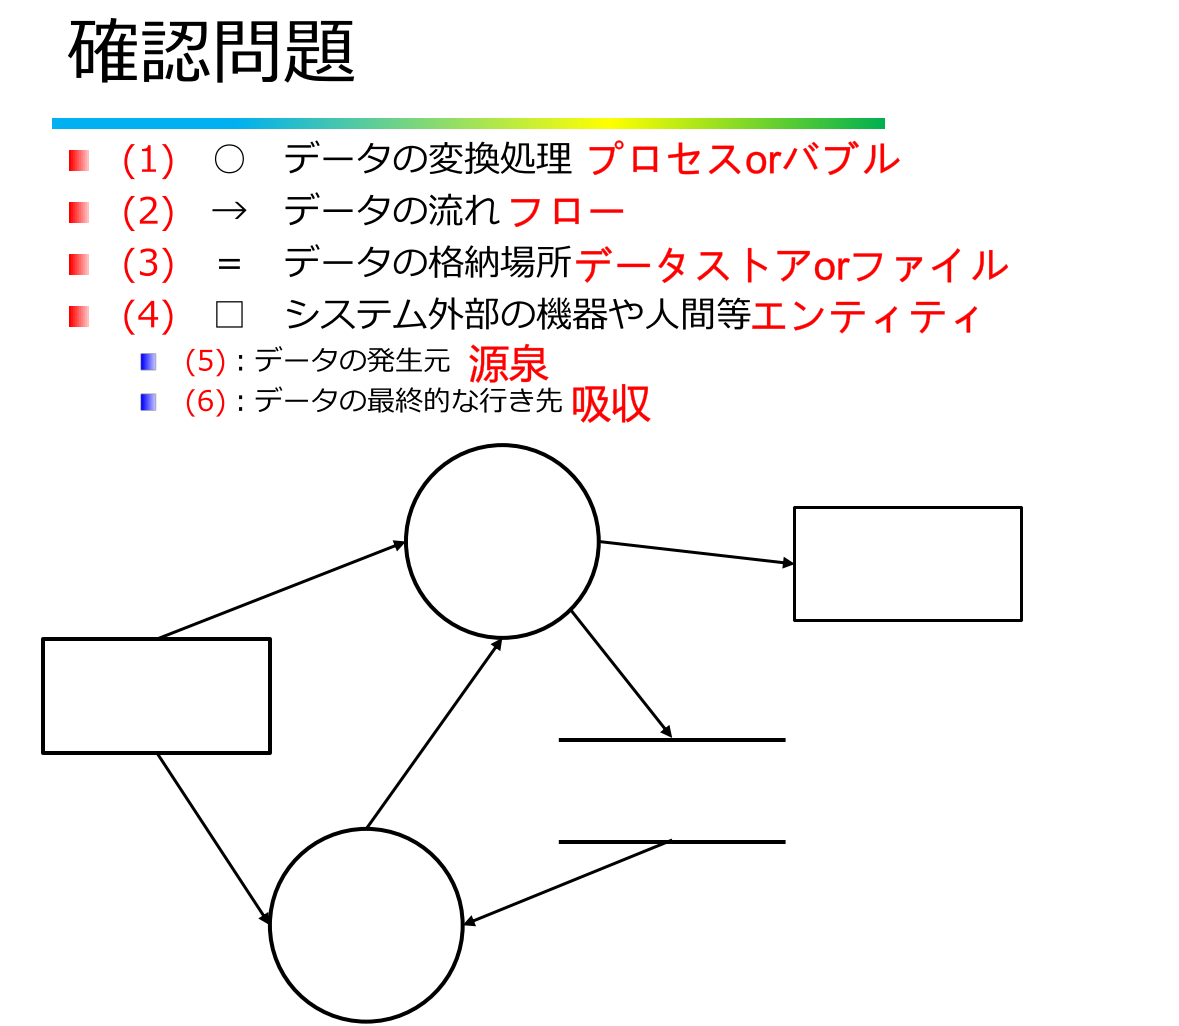 確認問題
(1) ○ データの変換処理 プロセスorバブル
(2) → データの流れ フロー
(3) = データの格納場所 データストアorファイル
(4) □ システム外部の機器や人間等 エンティティ
(5)：データの発生元 源泉
(6)：データの最終的な行き先 吸収